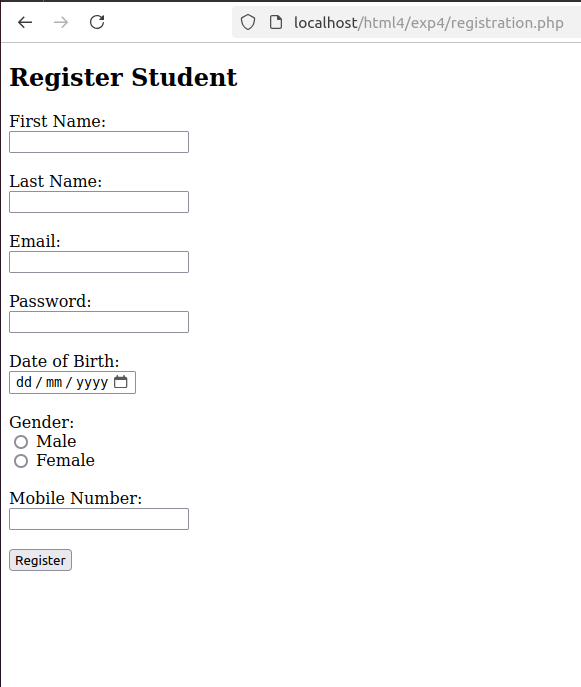 localhost/html4/exp4/registration.php
Register Student
First Name:
Last Name:
Email:
Password:
Date of Birth:
dd / mm / yyyy
Gender:
Male
Female
Mobile Number:
Register